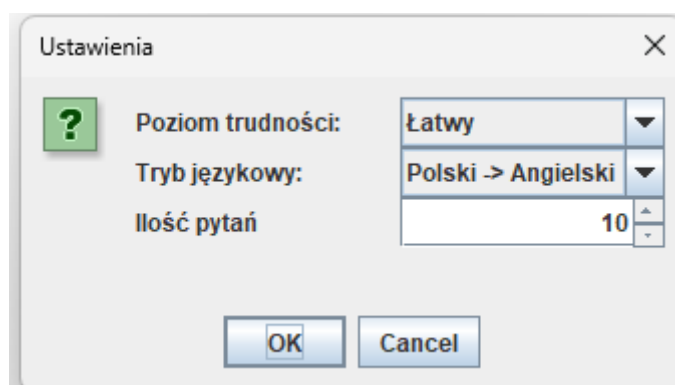 Ustawienia
? Poziom trudności: Łatwy
Tryb językowy: Polski -> Angielski
Ilość pytań 10
OK Cancel